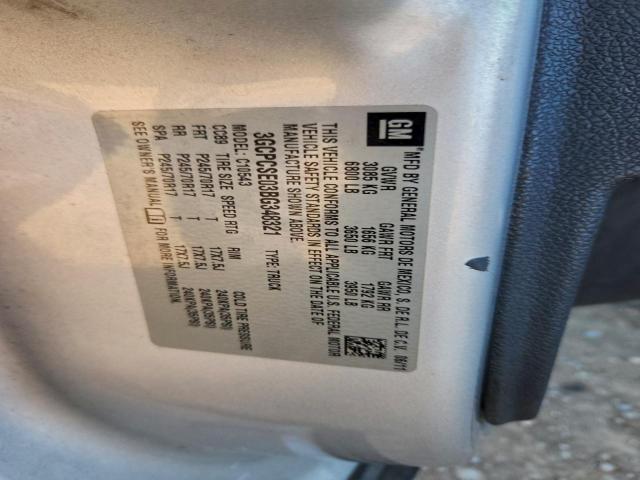 GM
MFD BY GENERAL MOTORS DE MEXICO, S. DE R.L. DE C.V. 06/11
GVWR GAWR FRT GAWR RR
3085 KG 1656 KG 1792 KG
6800 LB 3650 LB 3950 LB
THIS VEHICLE CONFORMS TO ALL APPLICABLE U.S. FEDERAL MOTOR
VEHICLE SAFETY STANDARDS IN EFFECT ON THE DATE OF
MANUFACTURE SHOWN ABOVE.
3GCPCSE03BG348321 TYPE: TRUCK
MODEL- C10543
CC89 TIRE SIZE SPEED RTG RIM COLD TIRE PRESSURE
FRT P245/70R17 T 17X7.5J 240KPA(35PSI)
RR P245/70R17 T 17X7.5J 240KPA(35PSI)
SPA P245/70R17 T 17X7.5J 240KPA(35PSI)
SEE OWNER'S MANUAL FOR MORE INFORMATION